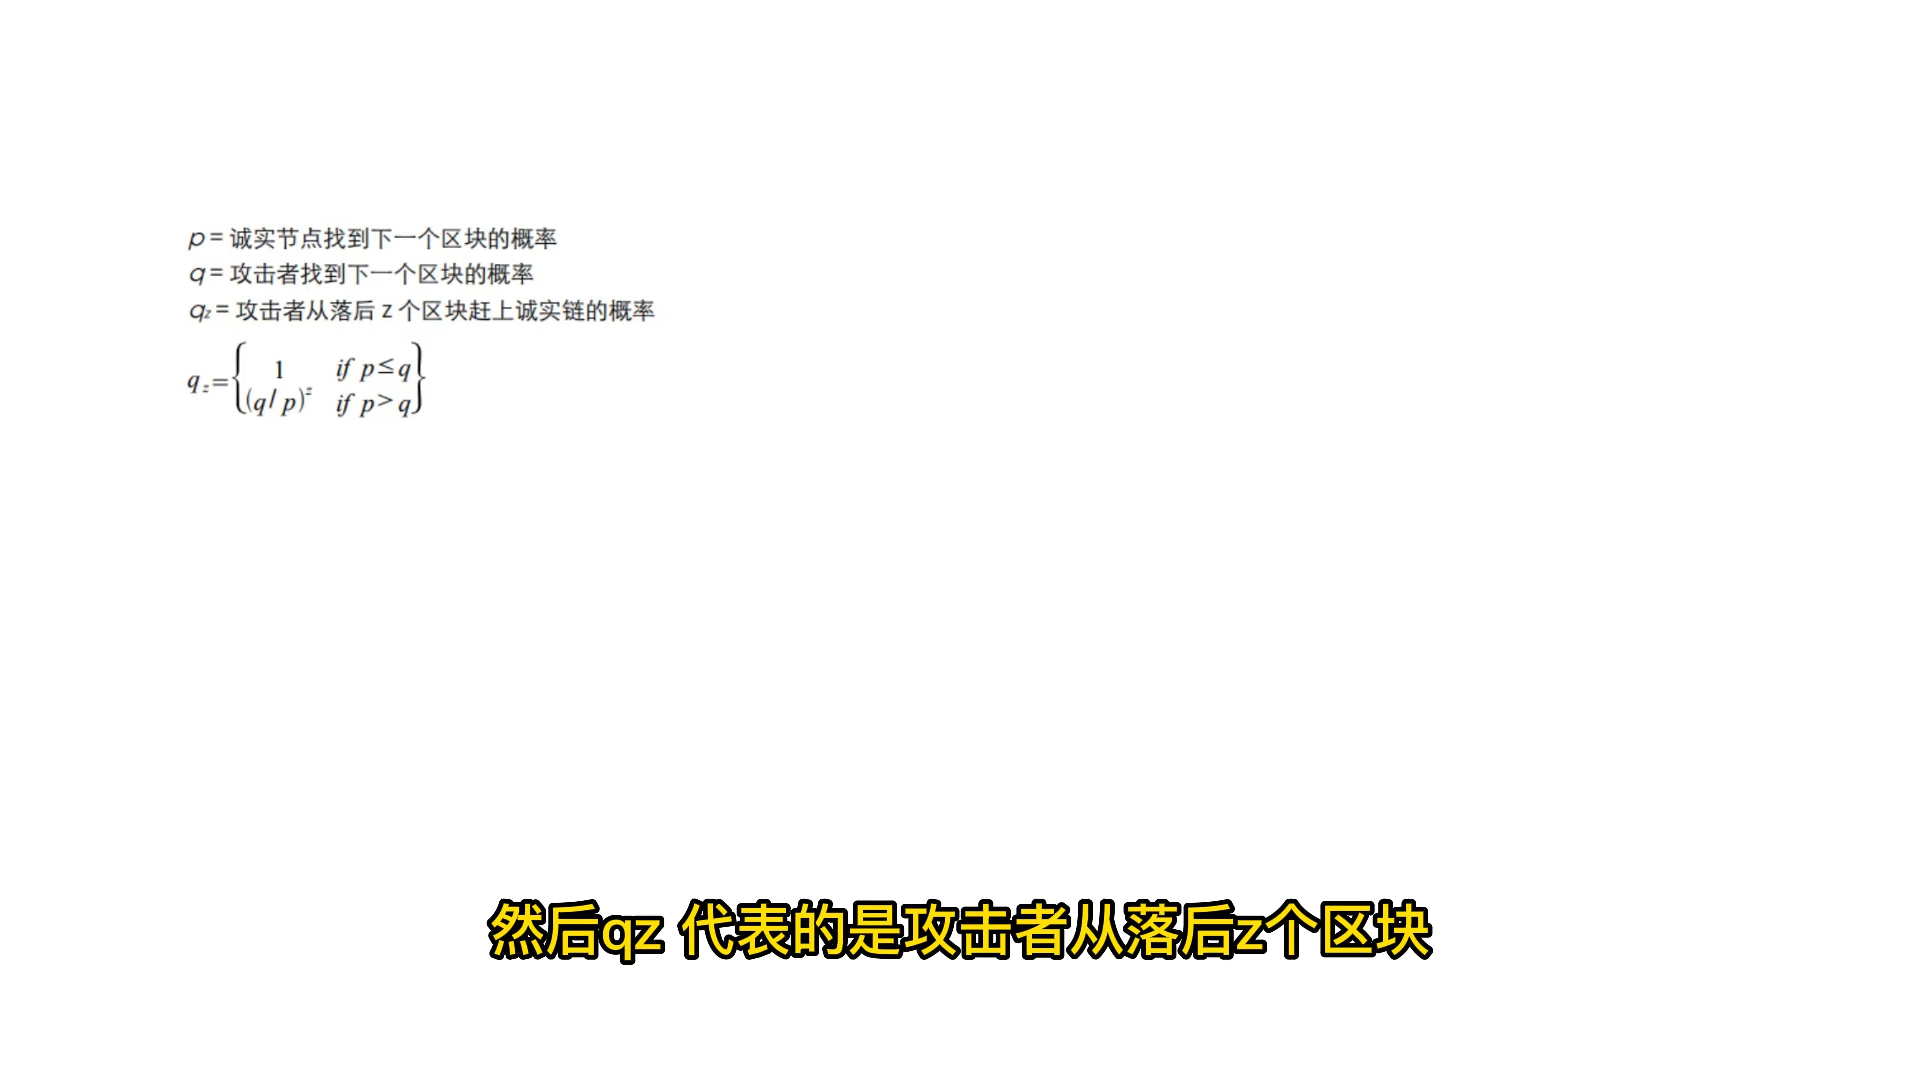 p = 诚实节点找到下一个区块的概率
q = 攻击者找到下一个区块的概率
qz = 攻击者从落后 z 个区块赶上诚实链的概率
q z = { 1 if p ≤ q
(q / p)^z if p > q }
然后qz 代表的是攻击者从落后z个区块